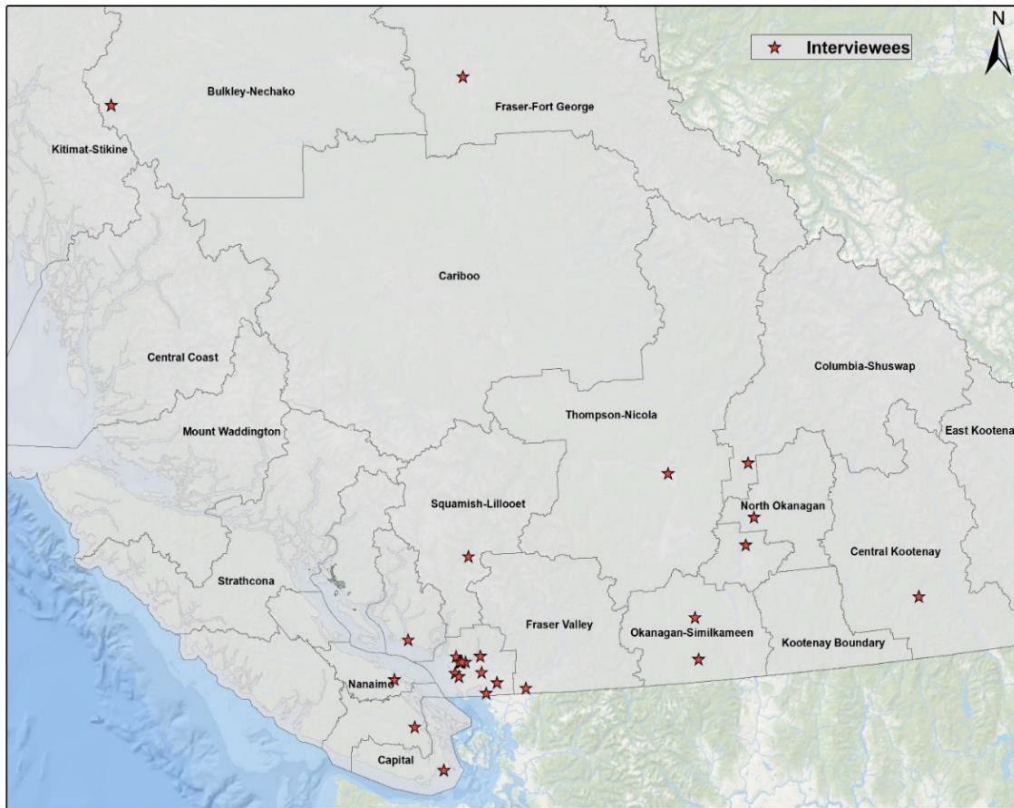 N
Interviewees
Bulkley-Nechako
Fraser-Fort George
Kitimat-Stikine
Cariboo
Central Coast
Columbia-Shuswap
Thompson-Nicola
Mount Waddington
East Kootena
Squamish-Lillooet
North Okanagan
Central Kootenay
Strathcona
Fraser Valley
Okanagan-Similkameen
Kootenay Boundary
Nanaimo
Capital